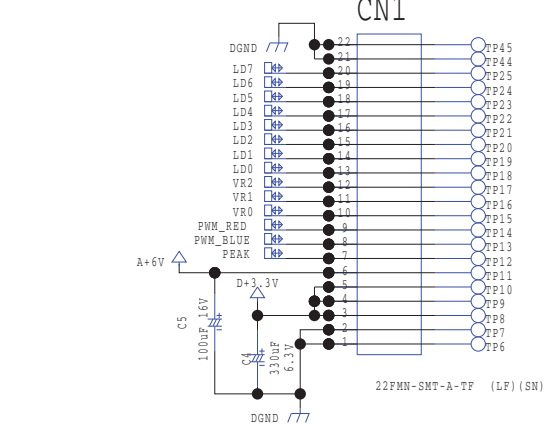 CN1
DGND 22 TP45
21 TP44
LD7 20 TP25
LD6 19 TP24
LD5 18 TP23
LD4 17 TP22
LD3 16 TP21
LD2 15 TP20
LD1 14 TP19
LD0 13 TP18
VR2 12 TP17
VR1 11 TP16
VR0 10 TP15
PWM_RED 9 TP14
PWM_BLUE 8 TP13
PEAK 7 TP12
A+6V 6 TP11
D+3.3V 5 TP10
4 TP9
3 TP8
2 TP7
1 TP6
C5
100uF 16V
C4
330uF
6.3V
22FMN-SMT-A-TF (LF)(SN)
DGND